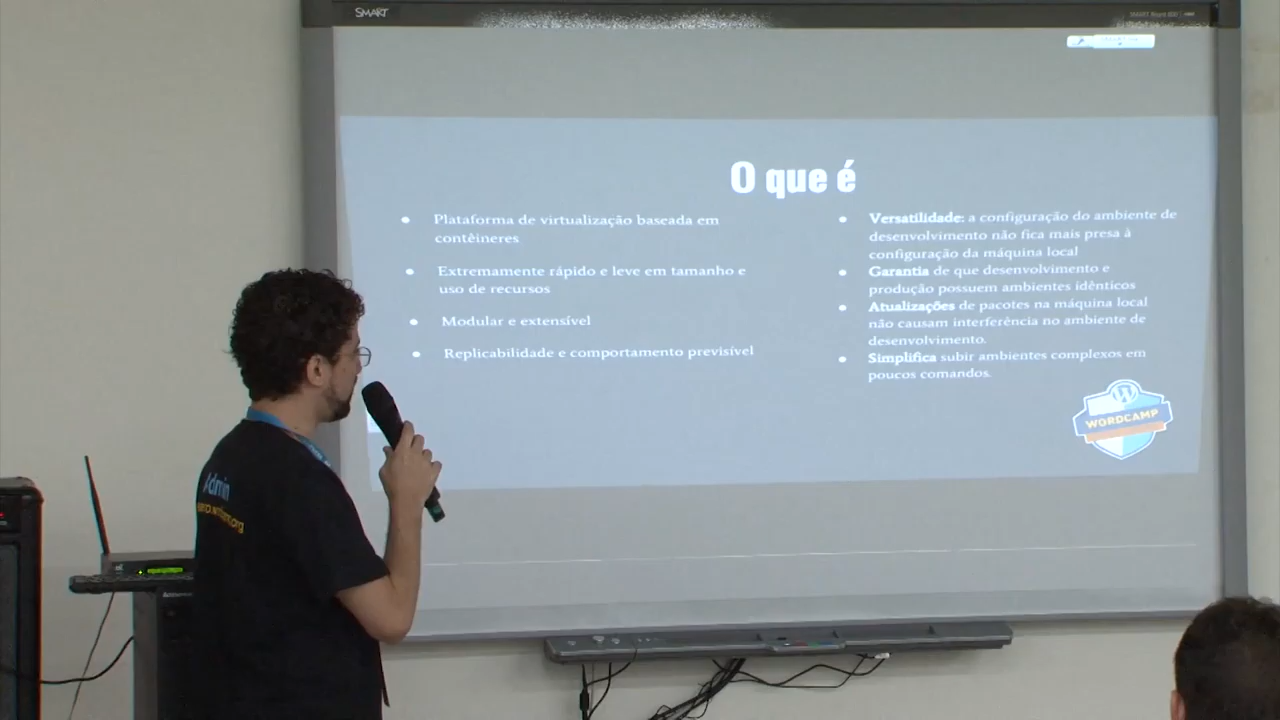 SMART
O que é
Plataforma de virtualização baseada em
contêineres
Extremamente rápido e leve em tamanho e
uso de recursos
Modular e extensível
Replicabilidade e comportamento previsível
Versatilidade: a configuração do ambiente de
desenvolvimento não fica mais presa à
configuração da máquina local
Garantia de que desenvolvimento e
produção possuem ambientes idênticos
Atualizações de pacotes na máquina local
não causam interferência no ambiente de
desenvolvimento.
Simplifica subir ambientes complexos em
poucos comandos.
WORDCAMP
Admin